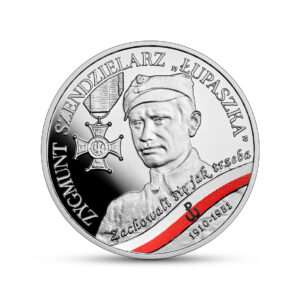 ZYGMUNT SZENDZIELARZ „ŁUPASZKA”
Zachowali się jak trzeba
1910-1951